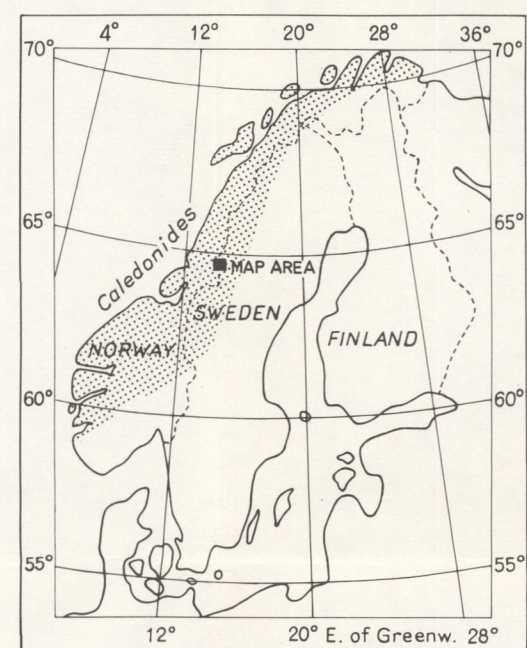 4° 12° 20° 28° 36°
70° 70°
65° 65°
Caledonides
MAP AREA
SWEDEN
NORWAY
FINLAND
60° 60°
55° 55°
12° 20° E. of Greenw. 28°